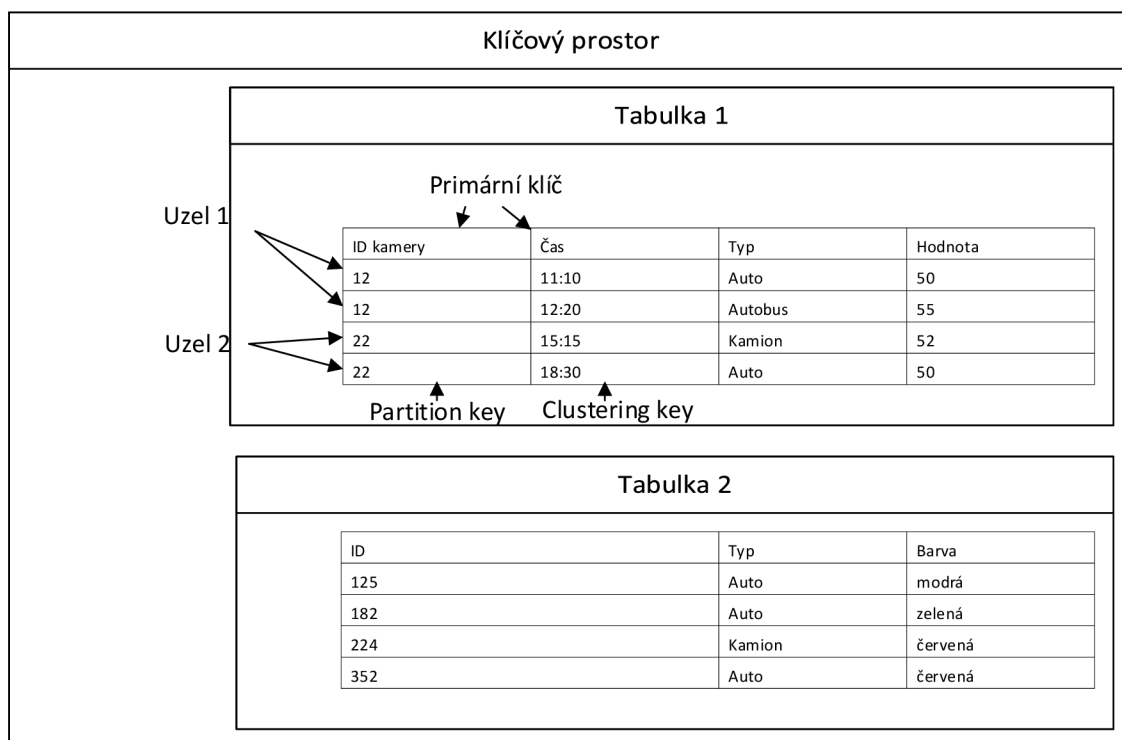 Klíčový prostor
Tabulka 1
Primární klíč
Uzel 1
ID kamery Čas Typ Hodnota
12 11:10 Auto 50
12 12:20 Autobus 55
Uzel 2
22 15:15 Kamion 52
22 18:30 Auto 50
Partition key Clustering key
Tabulka 2
ID Typ Barva
125 Auto modrá
182 Auto zelená
224 Kamion červená
352 Auto červená